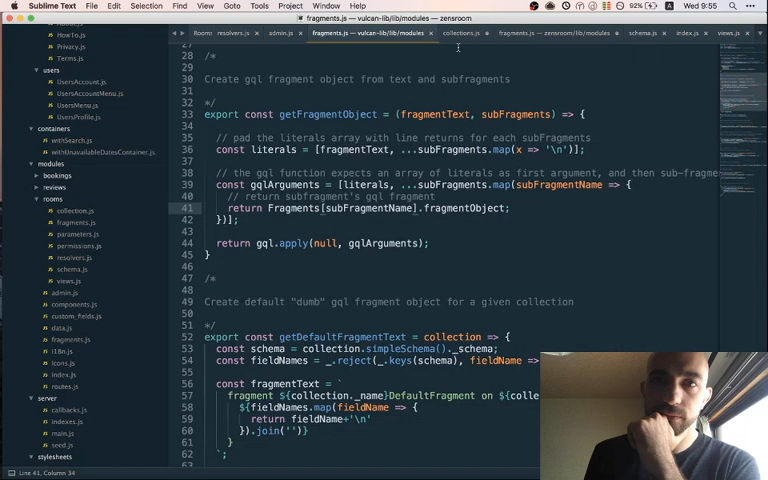 Sublime Text File Edit Selection Find View Goto Tools Project Window Help 92% Wed 9:55
fragments.js — vulcan-lib/lib/modules — zensroom
Rooms resolvers.js × admin.js × fragments.js — vulcan-lib/lib/modules × collections.js fragments.js — zensroom/lib/modules schema.js × index.js × views.js ×
HowTo.js
Privacy.js
Terms.js
users
UsersAccount.js
UsersAccountMenu.js
UsersMenu.js
UsersProfile.js
containers
withSearch.js
withUnavailableDatesContainer.js
modules
bookings
reviews
rooms
collection.js
fragments.js
parameters.js
permissions.js
resolvers.js
schema.js
views.js
admin.js
components.js
custom_fields.js
data.js
fragments.js
i18n.js
icons.js
index.js
routes.js
server
callbacks.js
indexes.js
main.js
seed.js
stylesheets
27
28 /*
29
30 Create gql fragment object from text and subfragments
31
32 */
33 export const getFragmentObject = (fragmentText, subFragments) => {
34
35 // pad the literals array with line returns for each subFragments
36 const literals = [fragmentText, ...subFragments.map(x => '\n')];
37
38 // the gql function expects an array of literals as first argument, and then sub-fragme
39 const gqlArguments = [literals, ...subFragments.map(subFragmentName => {
40 // return subfragment's gql fragment
41 return Fragments[subFragmentName].fragmentObject;
42 })];
43
44 return gql.apply(null, gqlArguments);
45 }
46
47 /*
48
49 Create default "dumb" gql fragment object for a given collection
50
51 */
52 export const getDefaultFragmentText = collection => {
53 const schema = collection.simpleSchema()._schema;
54 const fieldNames = _.reject(_.keys(schema), fieldName =>
55
56 const fragmentText = `
57 fragment ${collection._name}DefaultFragment on ${colle
58 ${fieldNames.map(fieldName => {
59 return fieldName+'\n'
60 }).join('')}
61 }
62 `;
63
Line 41, Column 34